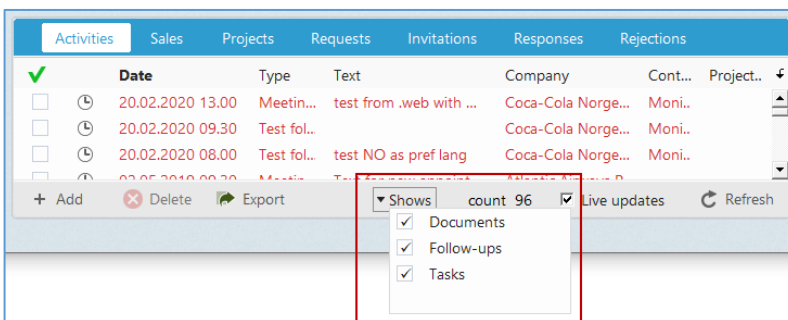 Activities Sales Projects Requests Invitations Responses Rejections
Date Type Text Company Cont... Project..
20.02.2020 13.00 Meetin... test from .web with ... Coca-Cola Norge... Moni..
20.02.2020 09.30 Test fol... Coca-Cola Norge... Moni..
20.02.2020 08.00 Test fol... test NO as pref lang Coca-Cola Norge... Moni..
+ Add Delete Export Shows count 96 Live updates Refresh
Documents
Follow-ups
Tasks